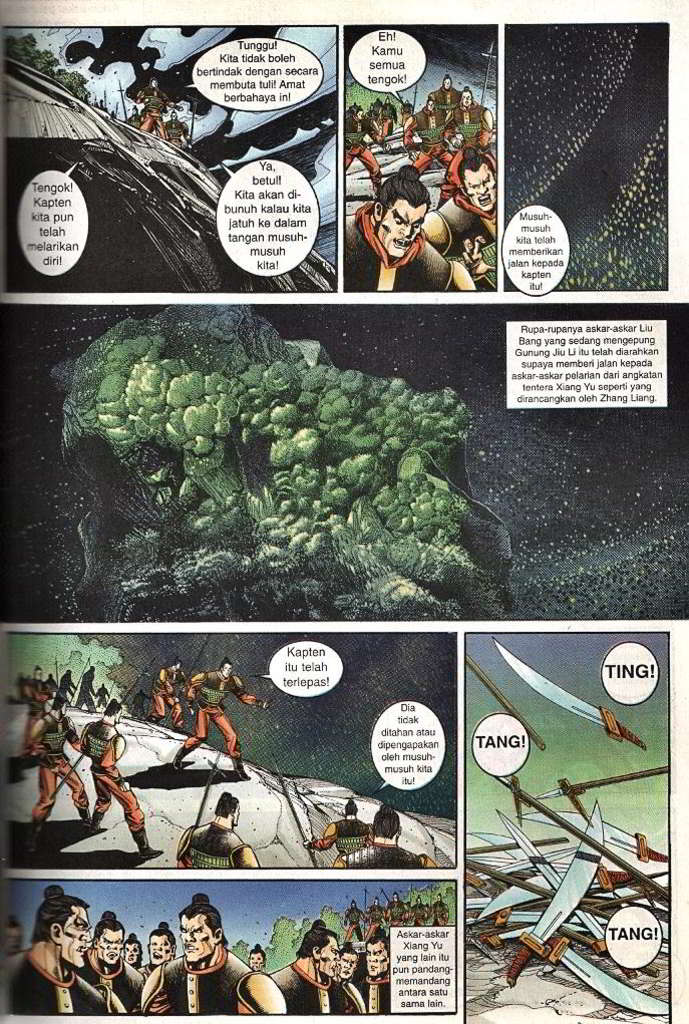 Tunggu!
Kita tidak boleh
bertindak dengan secara
membuta tuli! Amat
berbahaya in!
Tengok!
Kapten
kita pun
telah
melarikan
diri!
Ya,
betul!
Kita akan di-
bunuh kalau kita
jatuh ke dalam
tangan musuh-
musuh
kita!
Eh!
Kamu
semua
tengok!
Musuh-
musuh
kita telah
memberikan
jalan kepada
kapten
itu!
Rupa-rupanya askar-askar Liu
Bang yang sedang mengepung
Gunung Jiu Li itu telah diarahkan
supaya memberi jalan kepada
askar-askar pelarian dari angkatan
tentera Xiang Yu seperti yang
dirancangkan oleh Zhang Liang.
Kapten
itu telah
terlepas!
Dia
tidak
ditahan atau
dipengapakan
oleh musuh-
musuh kita
itu!
Askar-askar
Xiang Yu
yang lain itu
pun pandang-
memandang
antara satu
sama lain.
TING!
TANG!
TANG!